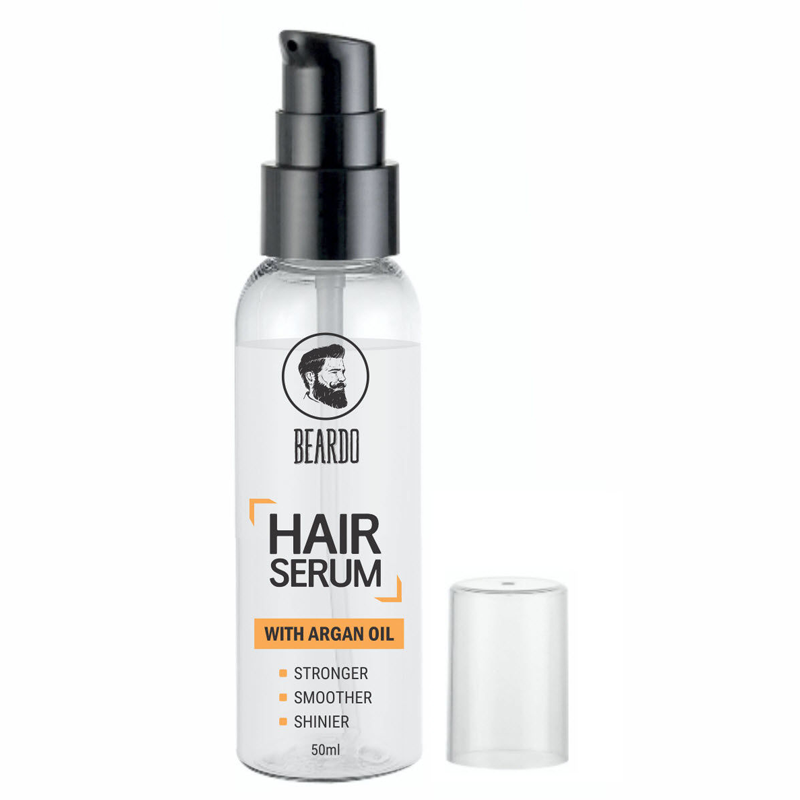 BEARDO
HAIR
SERUM
WITH ARGAN OIL
STRONGER
SMOOTHER
SHINIER
50ml